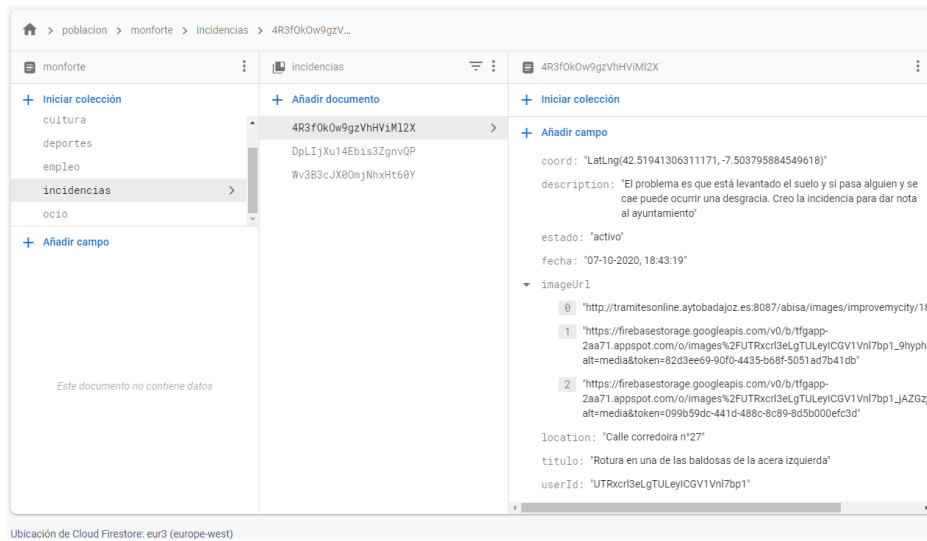 poblacion > monforte > incidencias > 4R3fOkOw9gzV…
monforte
Iniciar colección
cultura
deportes
empleo
incidencias
ocio
Añadir campo
Este documento no contiene datos
incidencias
Añadir documento
4R3fOkOw9gzVhHViMl2X
DpLIjXu14Ebis3ZgnvQP
Wv3B3cJX0OmjNhxHt60Y
4R3fOkOw9gzVhHViMl2X
Iniciar colección
Añadir campo
coord: "LatLng(42.51941306311171, -7.503795884549618)"
description: "El problema es que está levantado el suelo y si pasa alguien y se
cae puede ocurrir una desgracia. Creo la incidencia para dar nota
al ayuntamiento"
estado: "activo"
fecha: "07-10-2020, 18:43:19"
imageUrl
0 "http://tramitesonline.aytobadajoz.es:8087/abisa/images/improvemycity/18
1 "https://firebasestorage.googleapis.com/v0/b/tfgapp-
2aa71.appspot.com/o/images%2FUTRxcrl3eLgTULeyICGV1Vnl7bp1_9hyph
alt=media&token=82d3ee69-90f0-4435-b68f-5051ad7b41db"
2 "https://firebasestorage.googleapis.com/v0/b/tfgapp-
2aa71.appspot.com/o/images%2FUTRxcrl3eLgTULeyICGV1Vnl7bp1_jAZGzj
alt=media&token=099b59dc-441d-488c-8c89-8d5b000efc3d"
location: "Calle corredoira n°27"
titulo: "Rotura en una de las baldosas de la acera izquierda"
userId: "UTRxcrl3eLgTULeyICGV1Vnl7bp1"
Ubicación de Cloud Firestore: eur3 (europe-west)